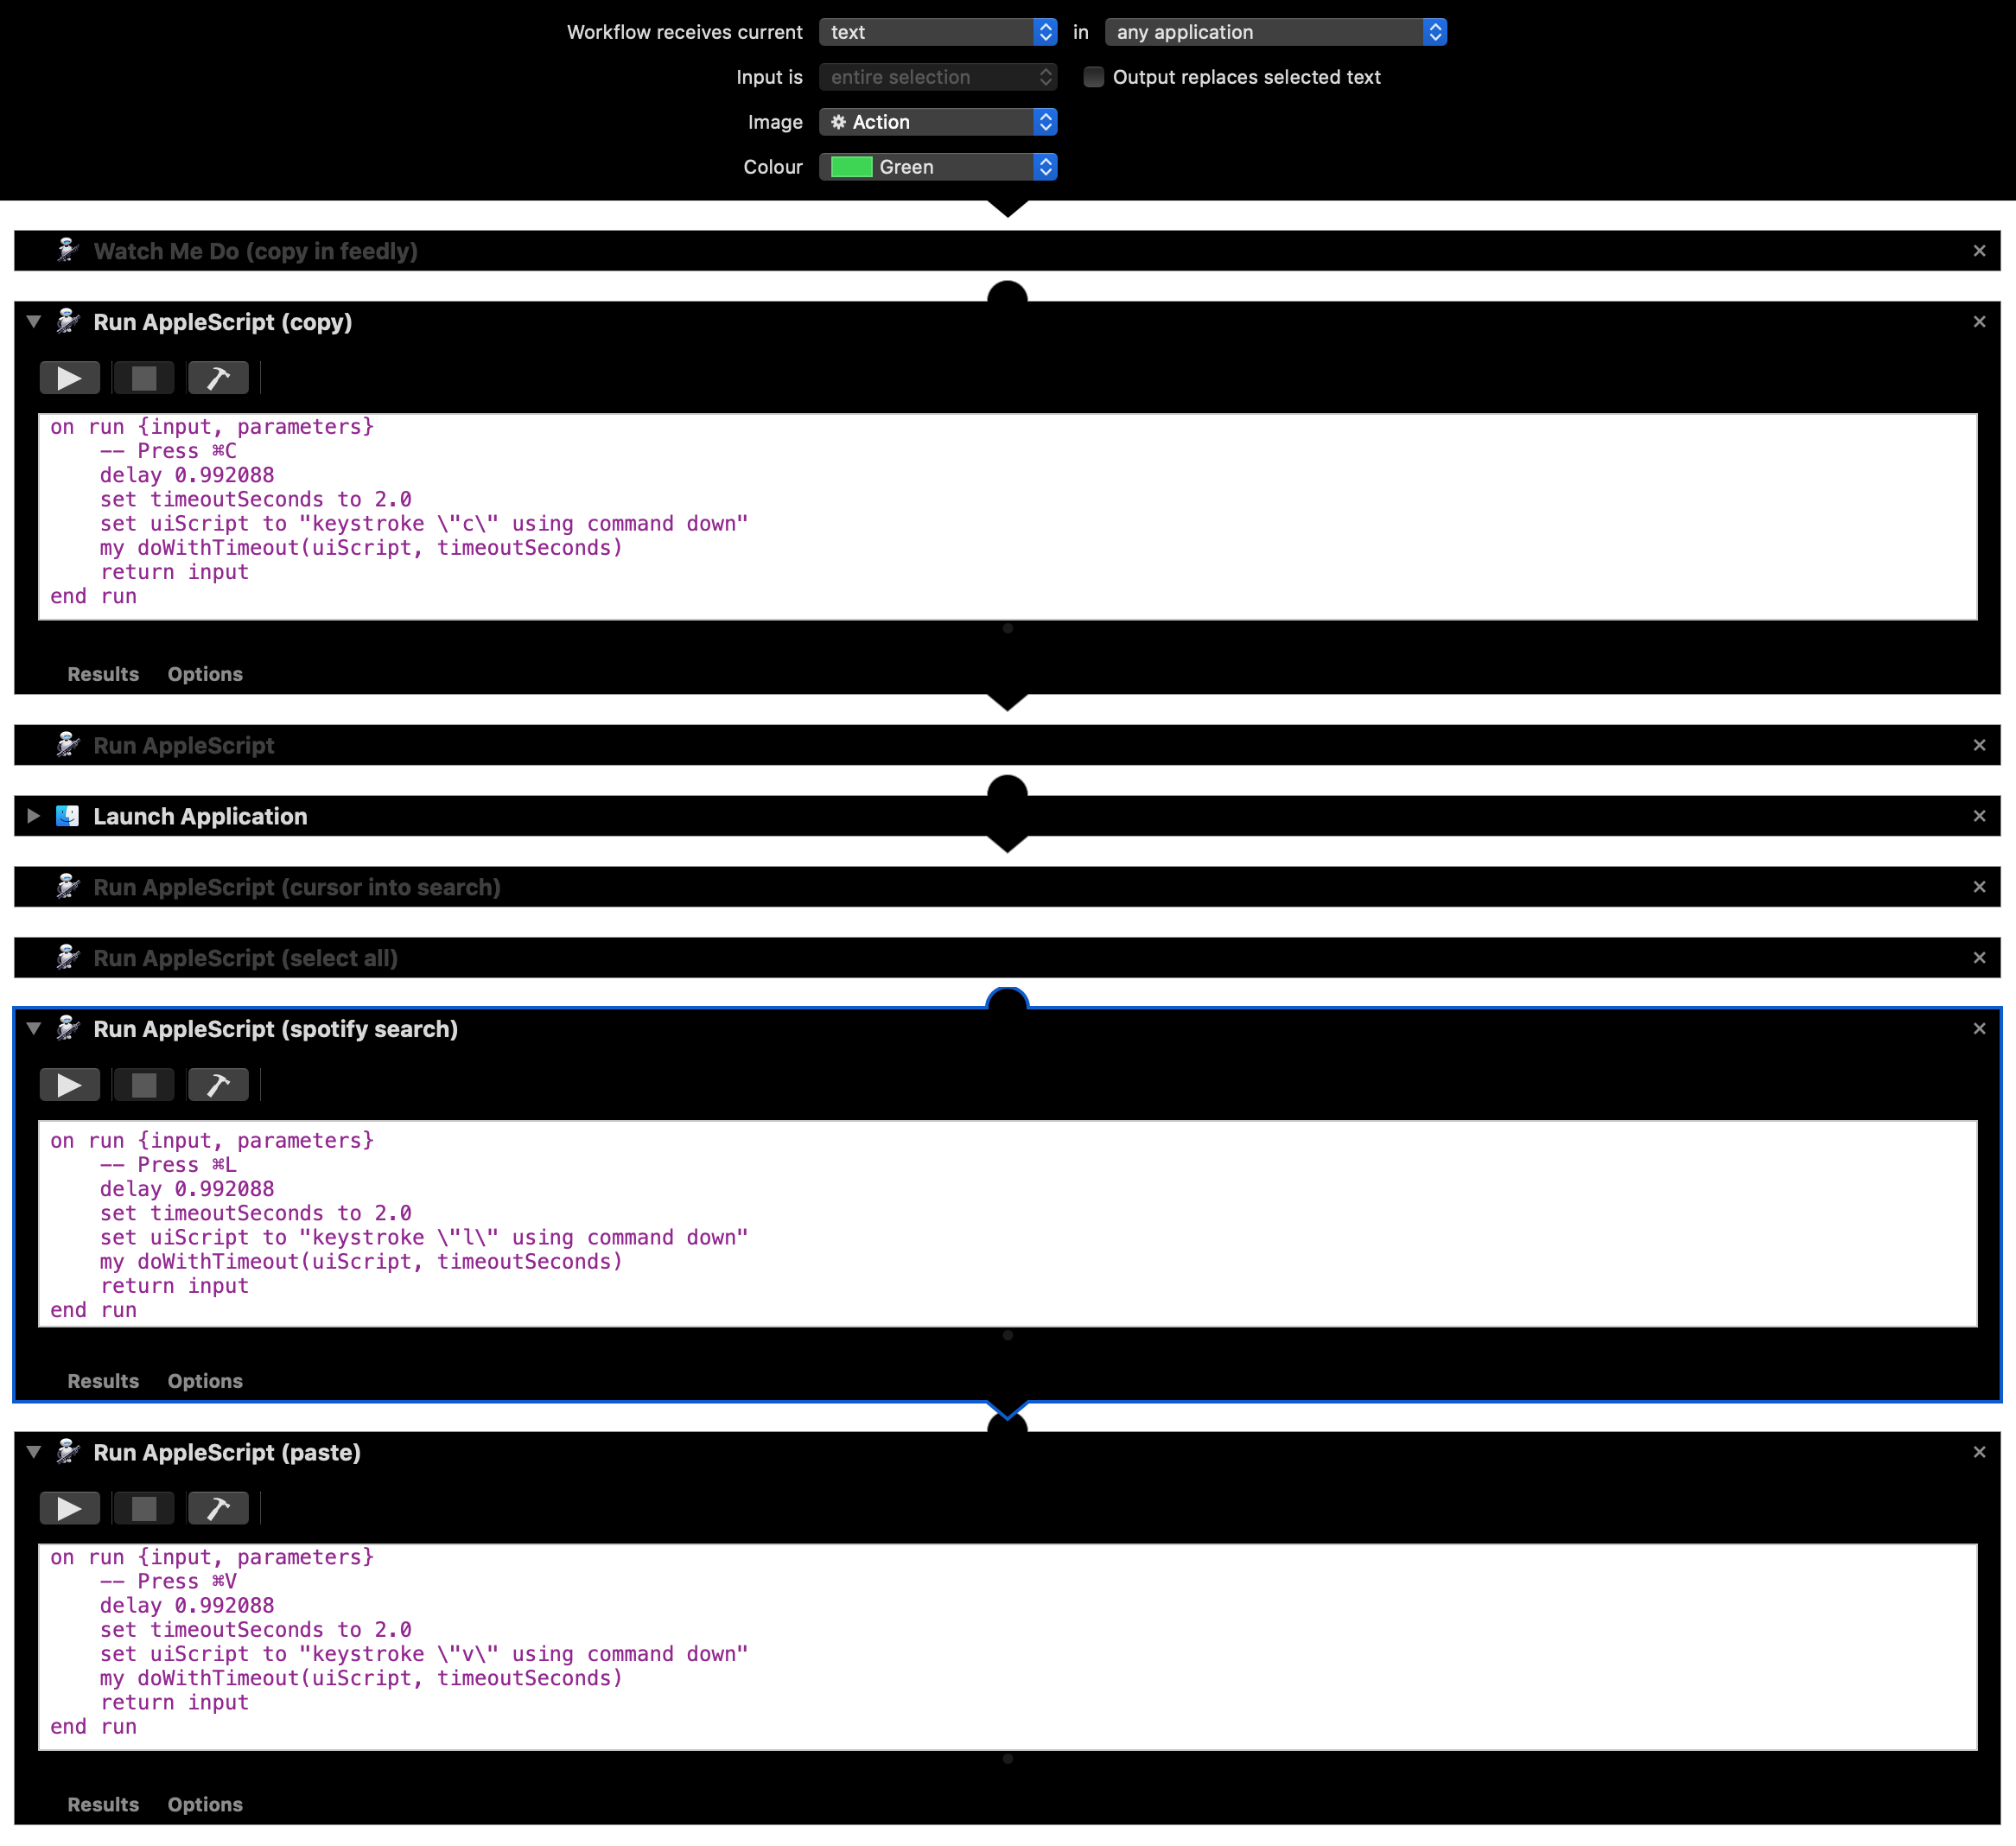 Workflow receives current text in any application
Input is entire selection Output replaces selected text
Image Action
Colour Green
Watch Me Do (copy in feedly)
Run AppleScript (copy)
on run {input, parameters}
-- Press ⌘C
delay 0.992088
set timeoutSeconds to 2.0
set uiScript to "keystroke \"c\" using command down"
my doWithTimeout(uiScript, timeoutSeconds)
return input
end run
Results Options
Run AppleScript
Launch Application
Run AppleScript (cursor into search)
Run AppleScript (select all)
Run AppleScript (spotify search)
on run {input, parameters}
-- Press ⌘L
delay 0.992088
set timeoutSeconds to 2.0
set uiScript to "keystroke \"l\" using command down"
my doWithTimeout(uiScript, timeoutSeconds)
return input
end run
Results Options
Run AppleScript (paste)
on run {input, parameters}
-- Press ⌘V
delay 0.992088
set timeoutSeconds to 2.0
set uiScript to "keystroke \"v\" using command down"
my doWithTimeout(uiScript, timeoutSeconds)
return input
end run
Results Options